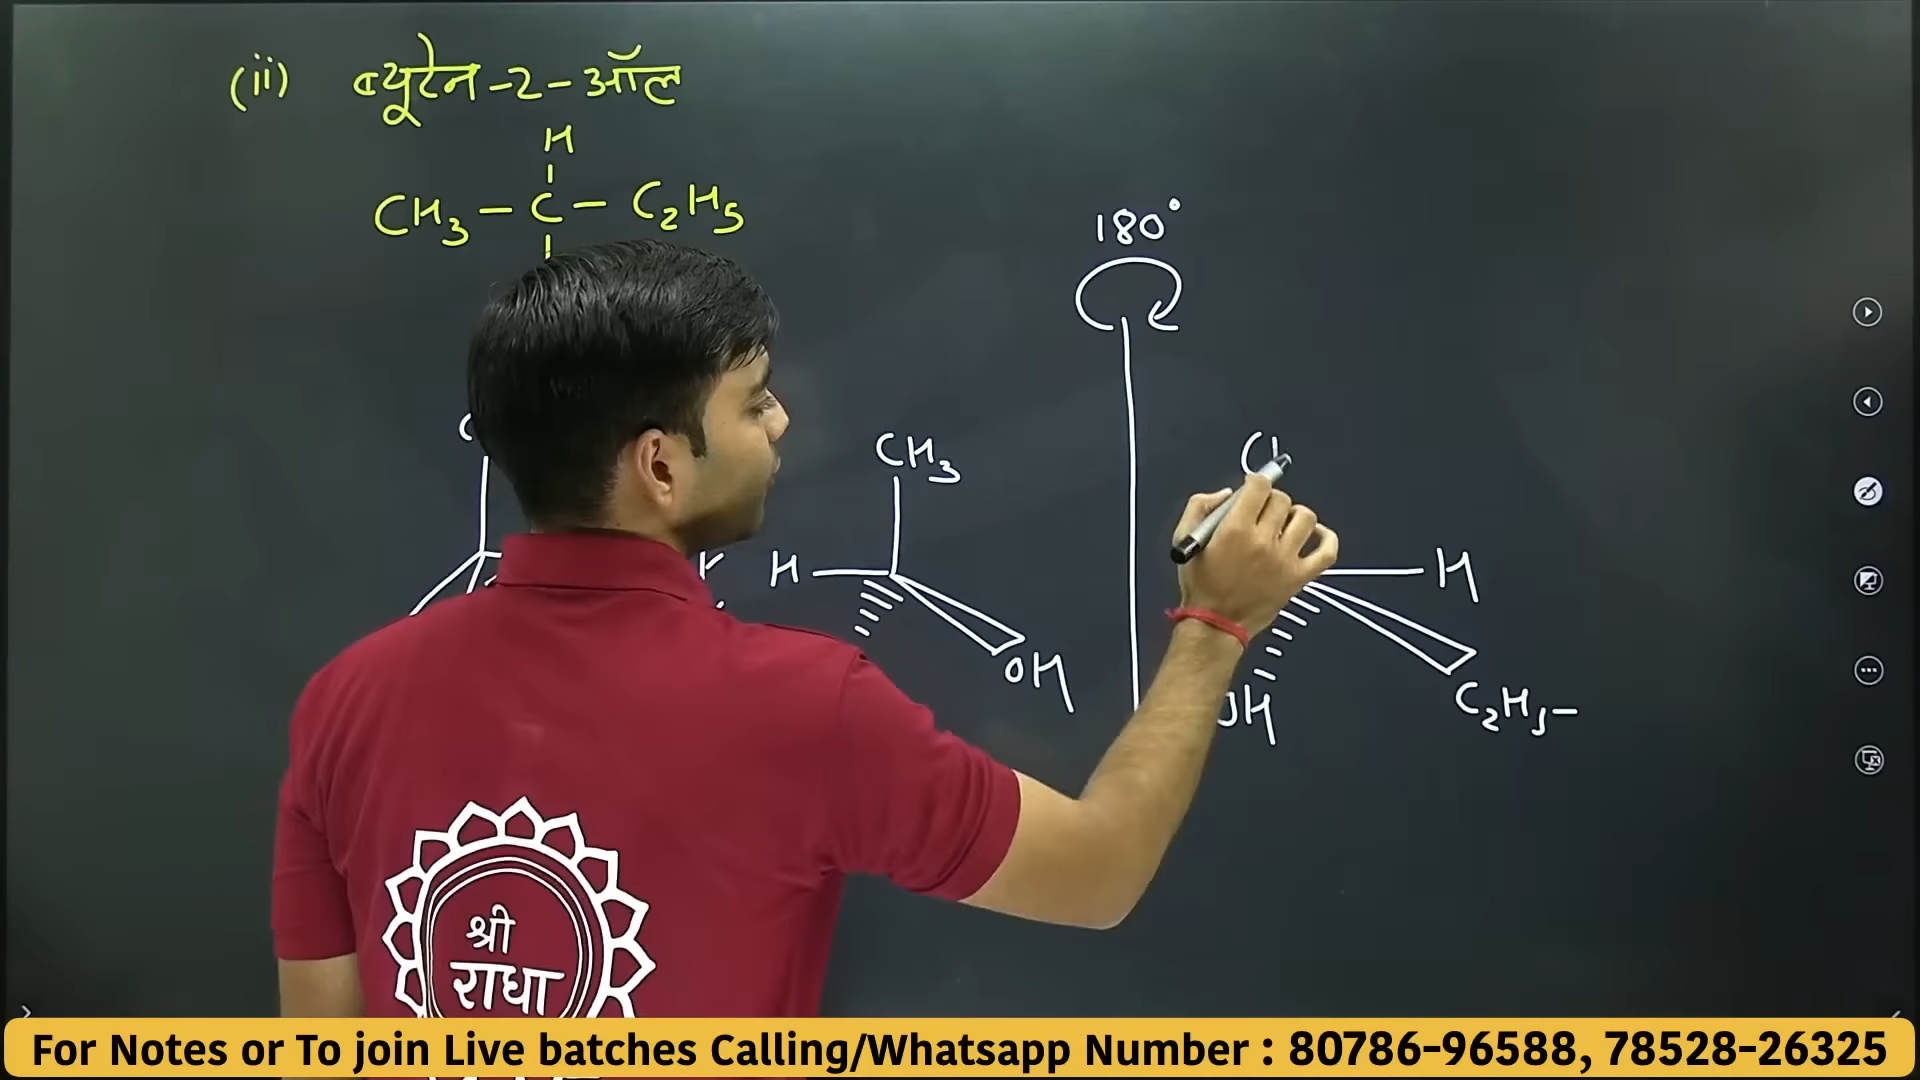 (ii) ब्यूटेन-2-ऑल
H
CH3 - C - C2H5
180°
CH3
H
OH
H
C2H5-
श्री
राधा
For Notes or To join Live batches Calling/Whatsapp Number : 80786-96588, 78528-26325